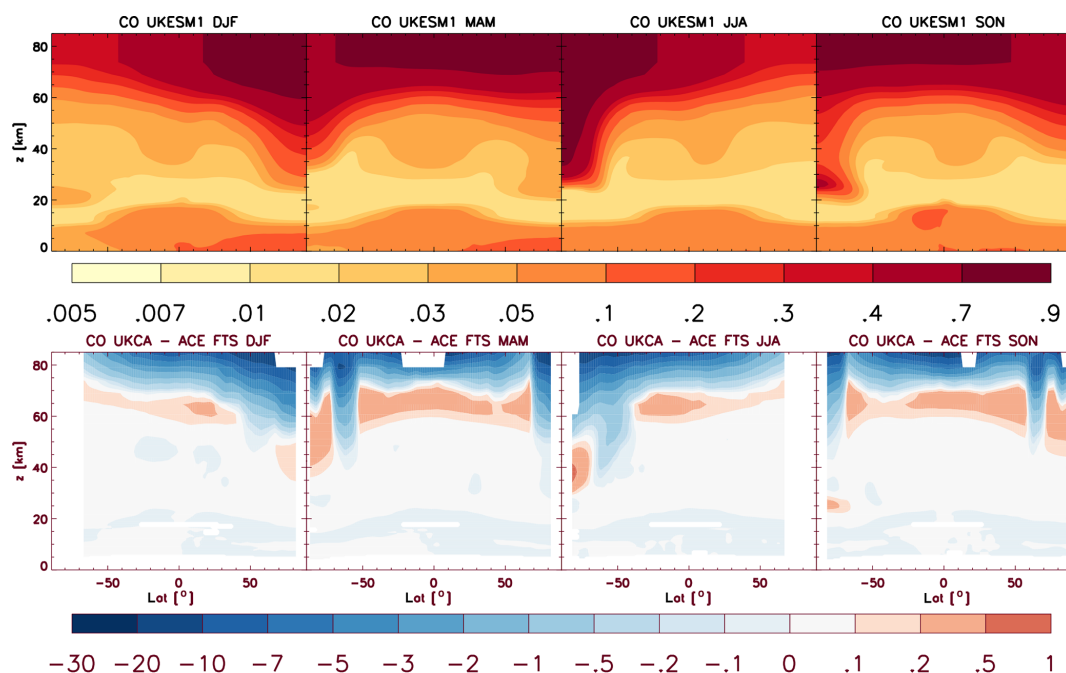 CO UKESM1 DJF CO UKESM1 MAM CO UKESM1 JJA CO UKESM1 SON
80
60
z [km]
40
20
0
.005 .007 .01 .02 .03 .05 .1 .2 .3 .4 .7 .9
CO UKCA - ACE FTS DJF CO UKCA - ACE FTS MAM CO UKCA - ACE FTS JJA CO UKCA - ACE FTS SON
80
60
z [km]
40
20
0
-50 0 50 -50 0 50 -50 0 50 -50 0 50
Lat [°] Lat [°] Lat [°] Lat [°]
-30 -20 -10 -7 -5 -3 -2 -1 -.5 -.2 -.1 0 .1 .2 .5 1